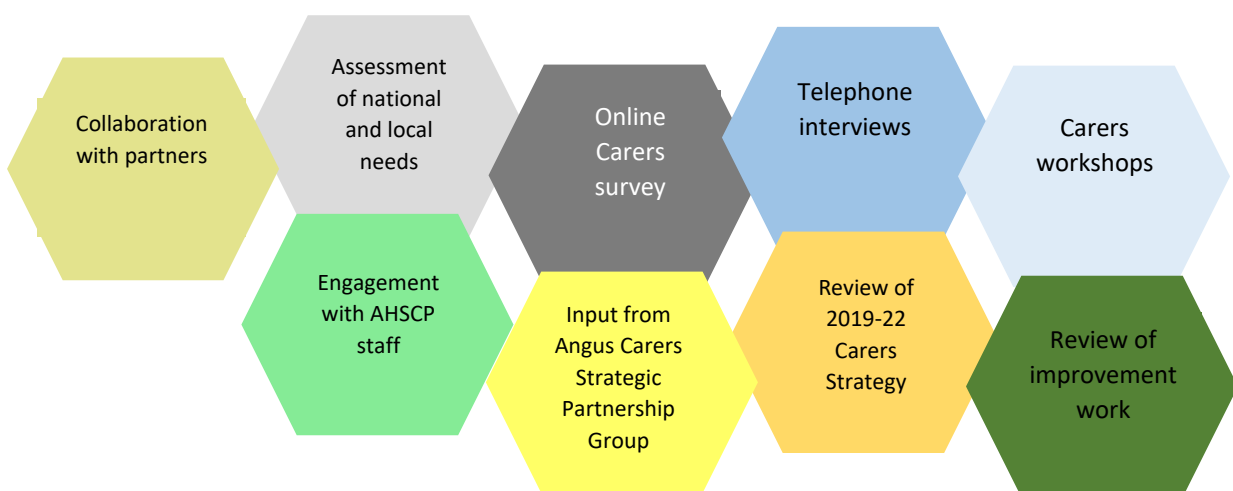 Collaboration
with partners
Assessment
of national
and local
needs
Online
Carers
survey
Telephone
interviews
Carers
workshops
Engagement
with AHSCP
staff
Input from
Angus Carers
Strategic
Partnership
Group
Review of
2019-22
Carers
Strategy
Review of
improvement
work